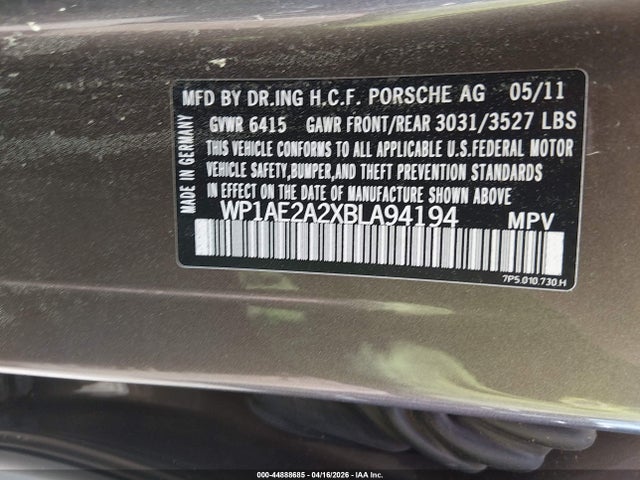 MFD BY DR.ING H.C.F. PORSCHE AG 05/11
GVWR 6415 GAWR FRONT/REAR 3031/3527 LBS
THIS VEHICLE CONFORMS TO ALL APPLICABLE U.S.FEDERAL MOTOR
VEHICLE SAFETY,BUMPER,AND THEFT PREVENTION STANDARDS
IN EFFECT ON THE DATE OF MANUFACTURE SHOWN ABOVE
WP1AE2A2XBLA94194 MPV
7P5.010.730.H
MADE IN GERMANY
000-44888685 - 04/16/2026 - IAA Inc.